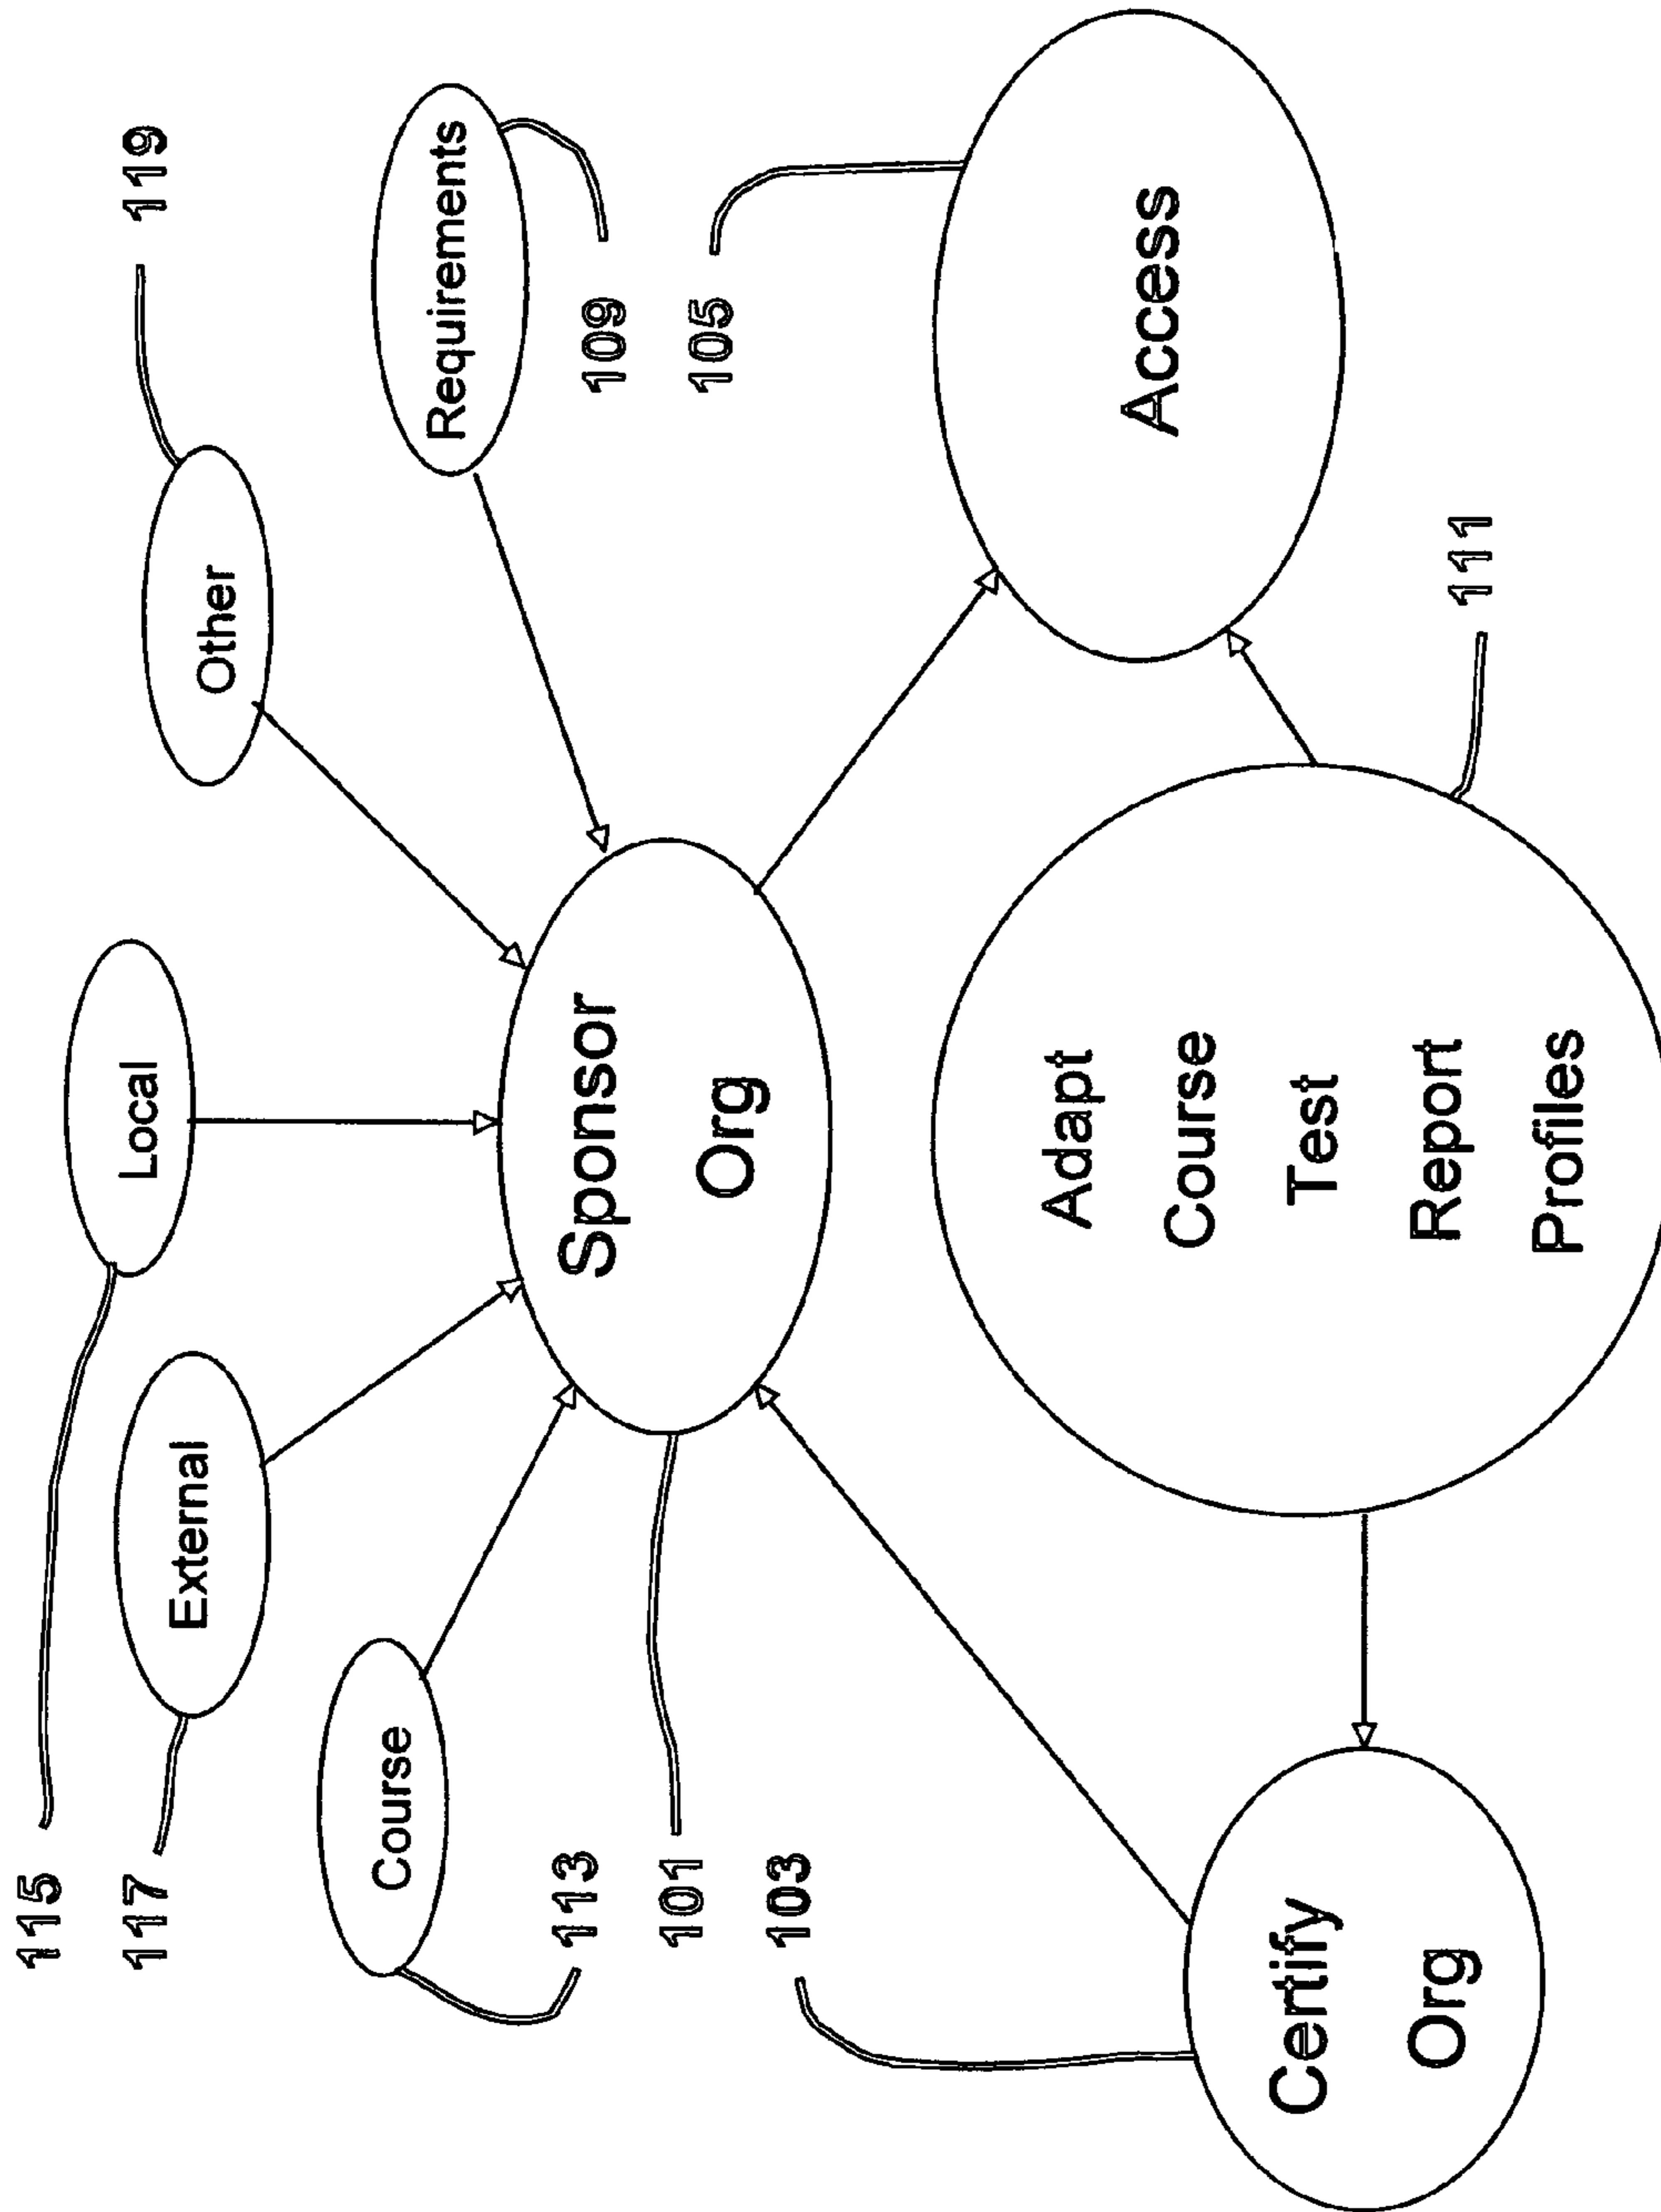 115
117
Local
119
External
Other
Course
Requirements
113
Sponsor
Org
109
101
105
103
Adapt
Course
Test
Report
Profiles
Access
Certify
Org
111